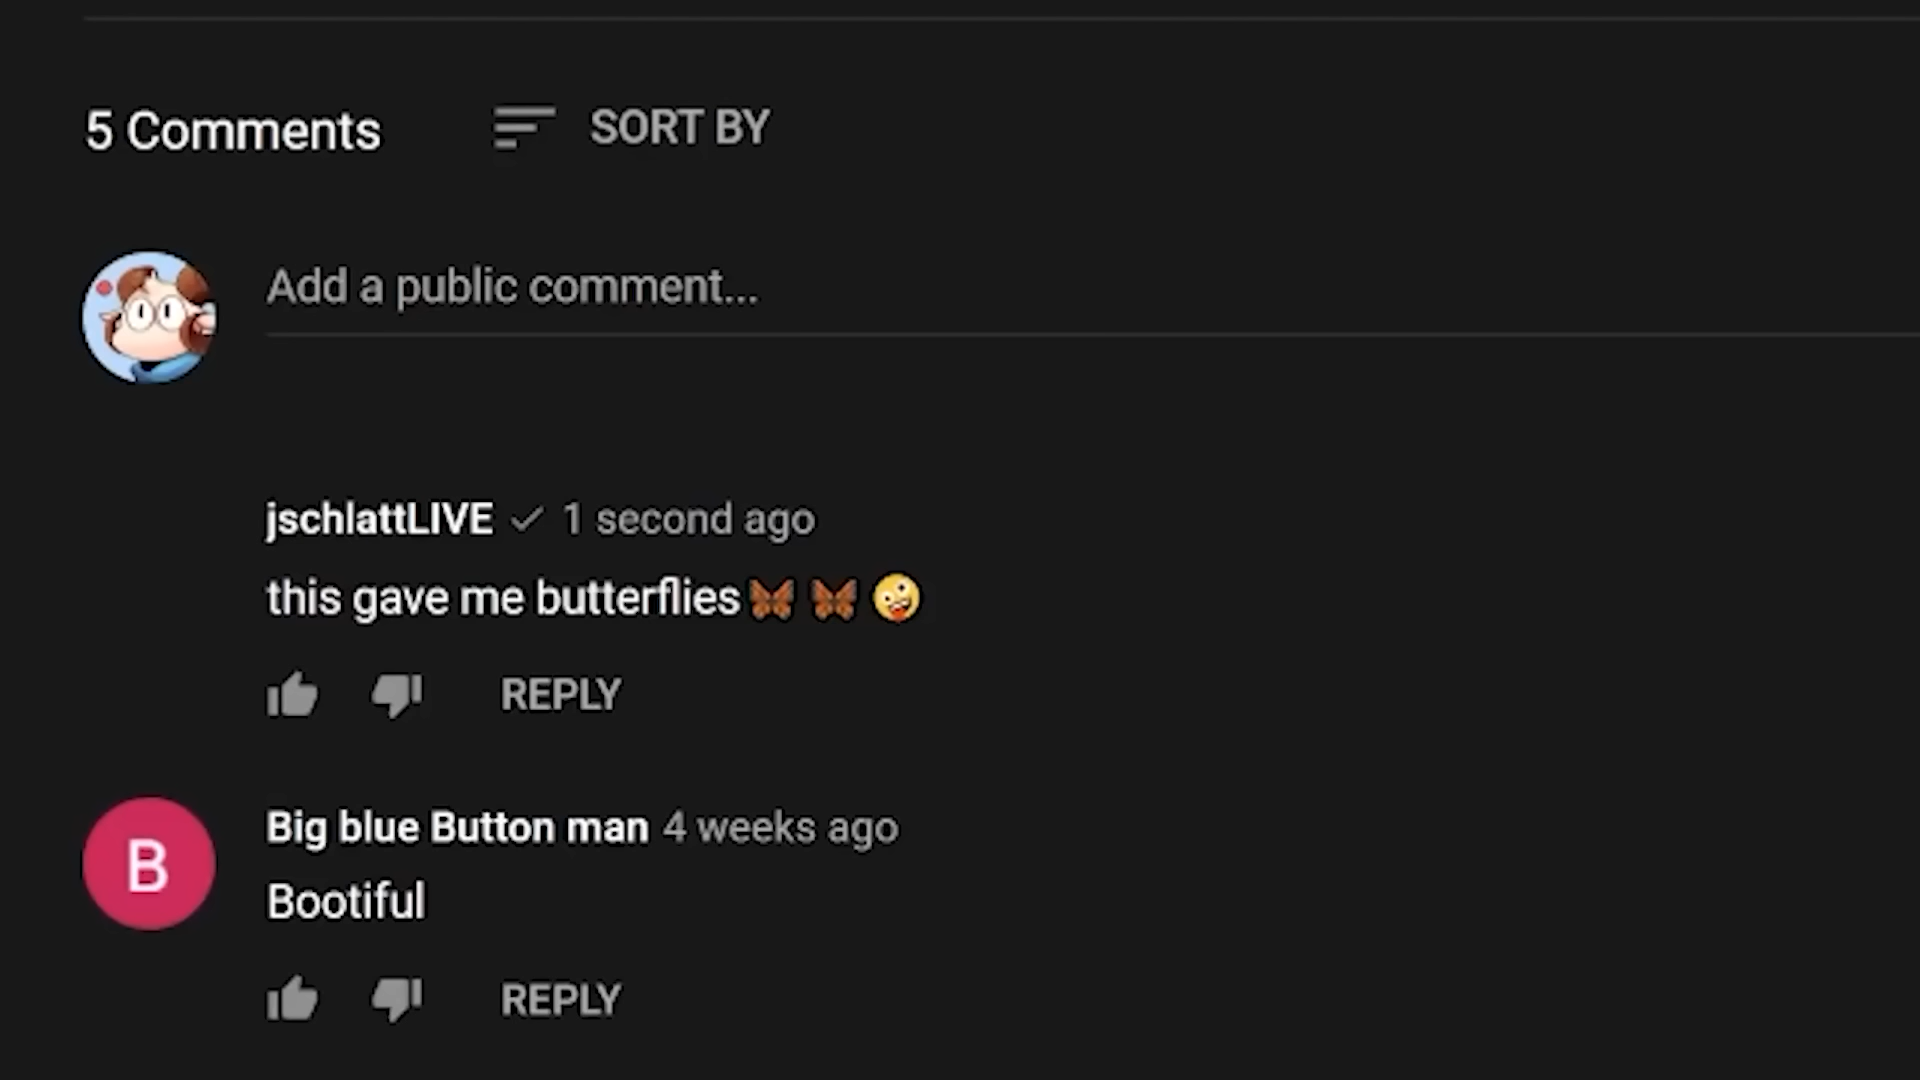 5 Comments SORT BY
Add a public comment...
jschlattLIVE ✓ 1 second ago
this gave me butterflies🦋 🦋 🤪
REPLY
B
Big blue Button man 4 weeks ago
Bootiful
REPLY